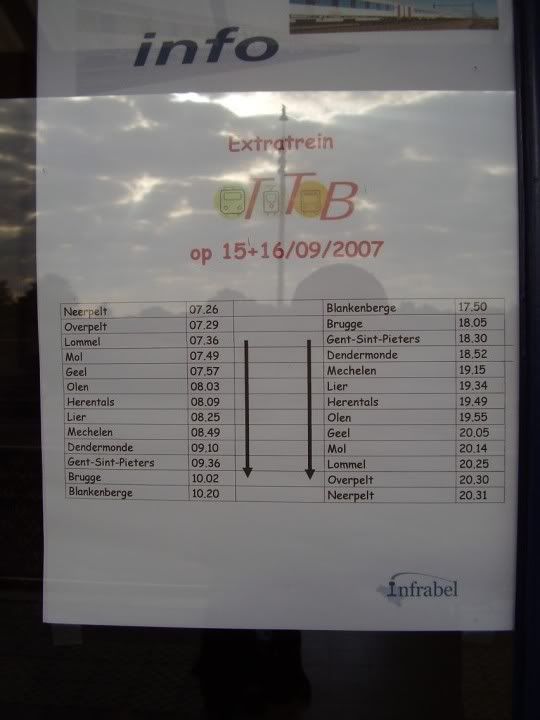 info
Extratrein
TTB
op 15+16/09/2007
Neerpelt 07.26 Blankenberge 17.50
Overpelt 07.29 Brugge 18.05
Lommel 07.36 Gent-Sint-Pieters 18.30
Mol 07.49 Dendermonde 18.52
Geel 07.57 Mechelen 19.15
Olen 08.03 Lier 19.34
Herentals 08.09 Herentals 19.49
Lier 08.25 Olen 19.55
Mechelen 08.49 Geel 20.05
Dendermonde 09.10 Mol 20.14
Gent-Sint-Pieters 09.36 Lommel 20.25
Brugge 10.02 Overpelt 20.30
Blankenberge 10.20 Neerpelt 20.31
infrabel